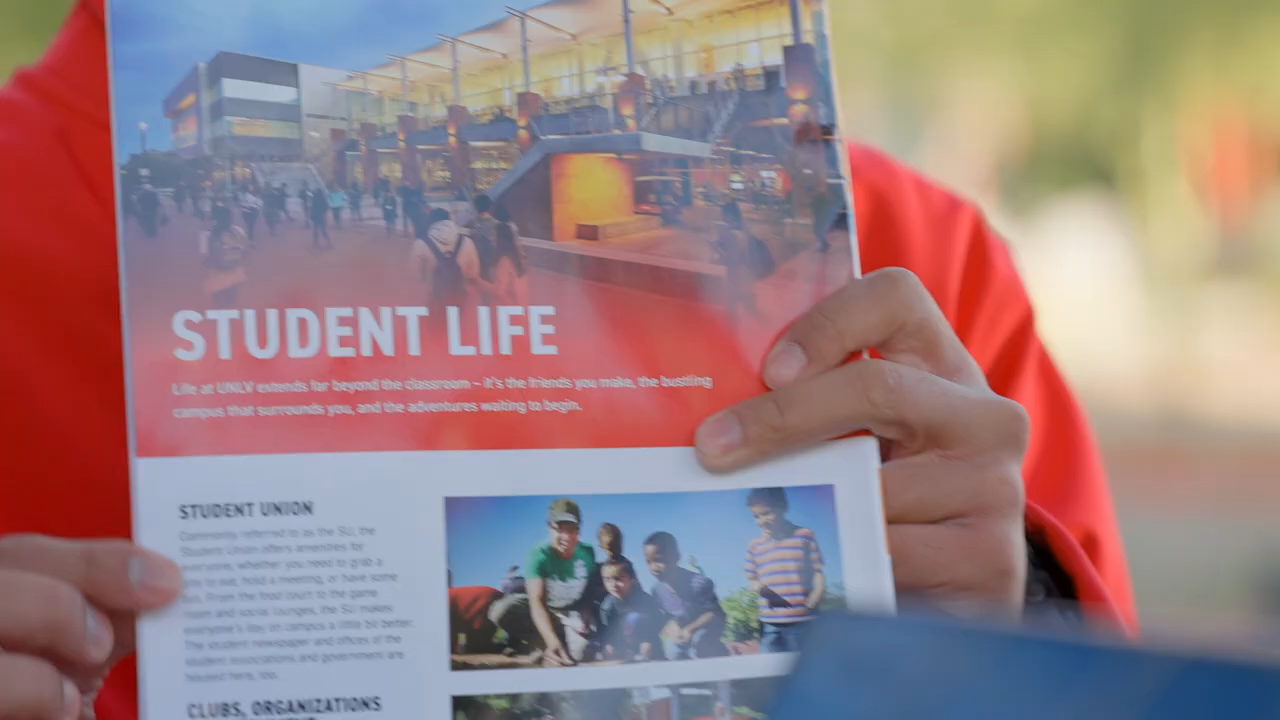 STUDENT LIFE
Life at UNLV extends far beyond the classroom – it's the friends you make, the bustling
campus that surrounds you, and the adventures waiting to begin.
STUDENT UNION
Commonly referred to as the SU, the
Student Union offers amenities for
everyone, whether you need to grab a
to eat, hold a meeting, or have some
fun. From the food court to the game
room and social lounges, the SU makes
everyone's stay on campus a little bit better.
The student newspaper and offices of the
student associations and government are
housed here, too.
CLUBS, ORGANIZATIONS